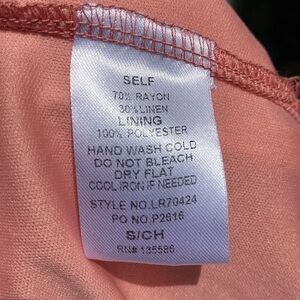 SELF
70% RAYON
30% LINEN
LINING
100% POLYESTER
HAND WASH COLD
DO NOT BLEACH
DRY FLAT
COOL IRON IF NEEDED
STYLE NO.LR70424
PO NO.P2616
S/CH
RN# 135586